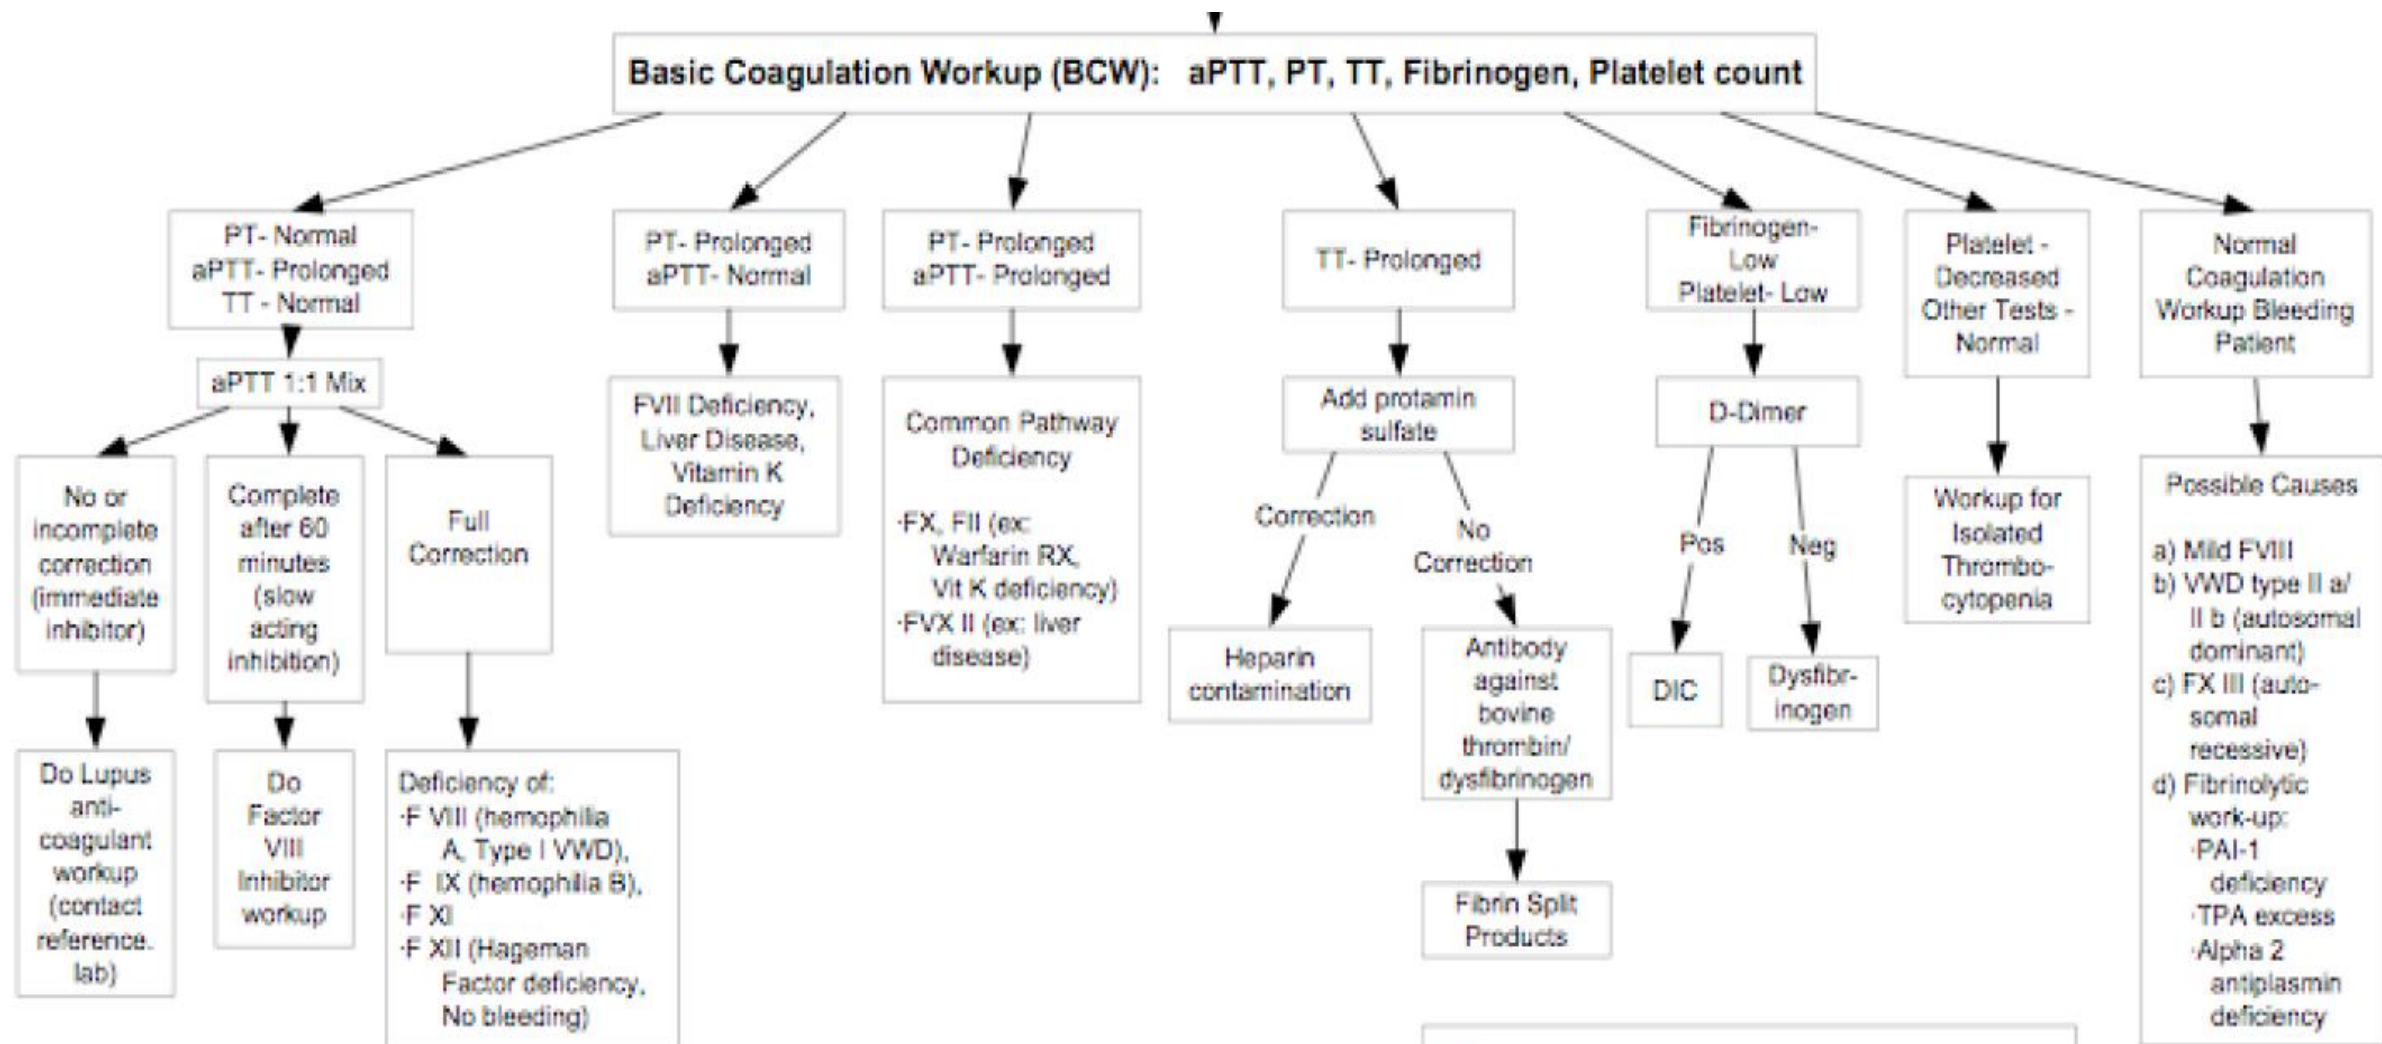 Basic Coagulation Workup (BCW): aPTT, PT, TT, Fibrinogen, Platelet count
PT- Normal
aPTT- Prolonged
TT - Normal
aPTT 1:1 Mix
No or
incomplete
correction
(immediate
inhibitor)
Do Lupus
anti-
coagulant
workup
(contact
reference.
lab)
Complete
after 60
minutes
(slow
acting
inhibition)
Do
Factor
VIII
Inhibitor
workup
Full
Correction
Deficiency of:
·F VIII (hemophilia
A, Type I VWD),
·F IX (hemophilia B),
·F XI
·F XII (Hageman
Factor deficiency,
No bleeding)
PT- Prolonged
aPTT- Normal
FVII Deficiency,
Liver Disease,
Vitamin K
Deficiency
PT- Prolonged
aPTT- Prolonged
Common Pathway
Deficiency
·FX, FII (ex:
Warfarin RX,
Vit K deficiency)
·FVX II (ex: liver
disease)
TT- Prolonged
Add protamin
sulfate
Correction
No
Correction
Heparin
contamination
Antibody
against
bovine
thrombin/
dysfibrinogen
Fibrin Split
Products
Fibrinogen-
Low
Platelet- Low
D-Dimer
Pos
Neg
DIC
Dysfibr-
inogen
Platelet -
Decreased
Other Tests -
Normal
Workup for
Isolated
Thrombo-
cytopenia
Normal
Coagulation
Workup Bleeding
Patient
Possible Causes
a) Mild FVIII
b) VWD type II a/
II b (autosomal
dominant)
c) FX III (auto-
somal
recessive)
d) Fibrinolytic
work-up:
·PAI-1
deficiency
·TPA excess
·Alpha 2
antiplasmin
deficiency